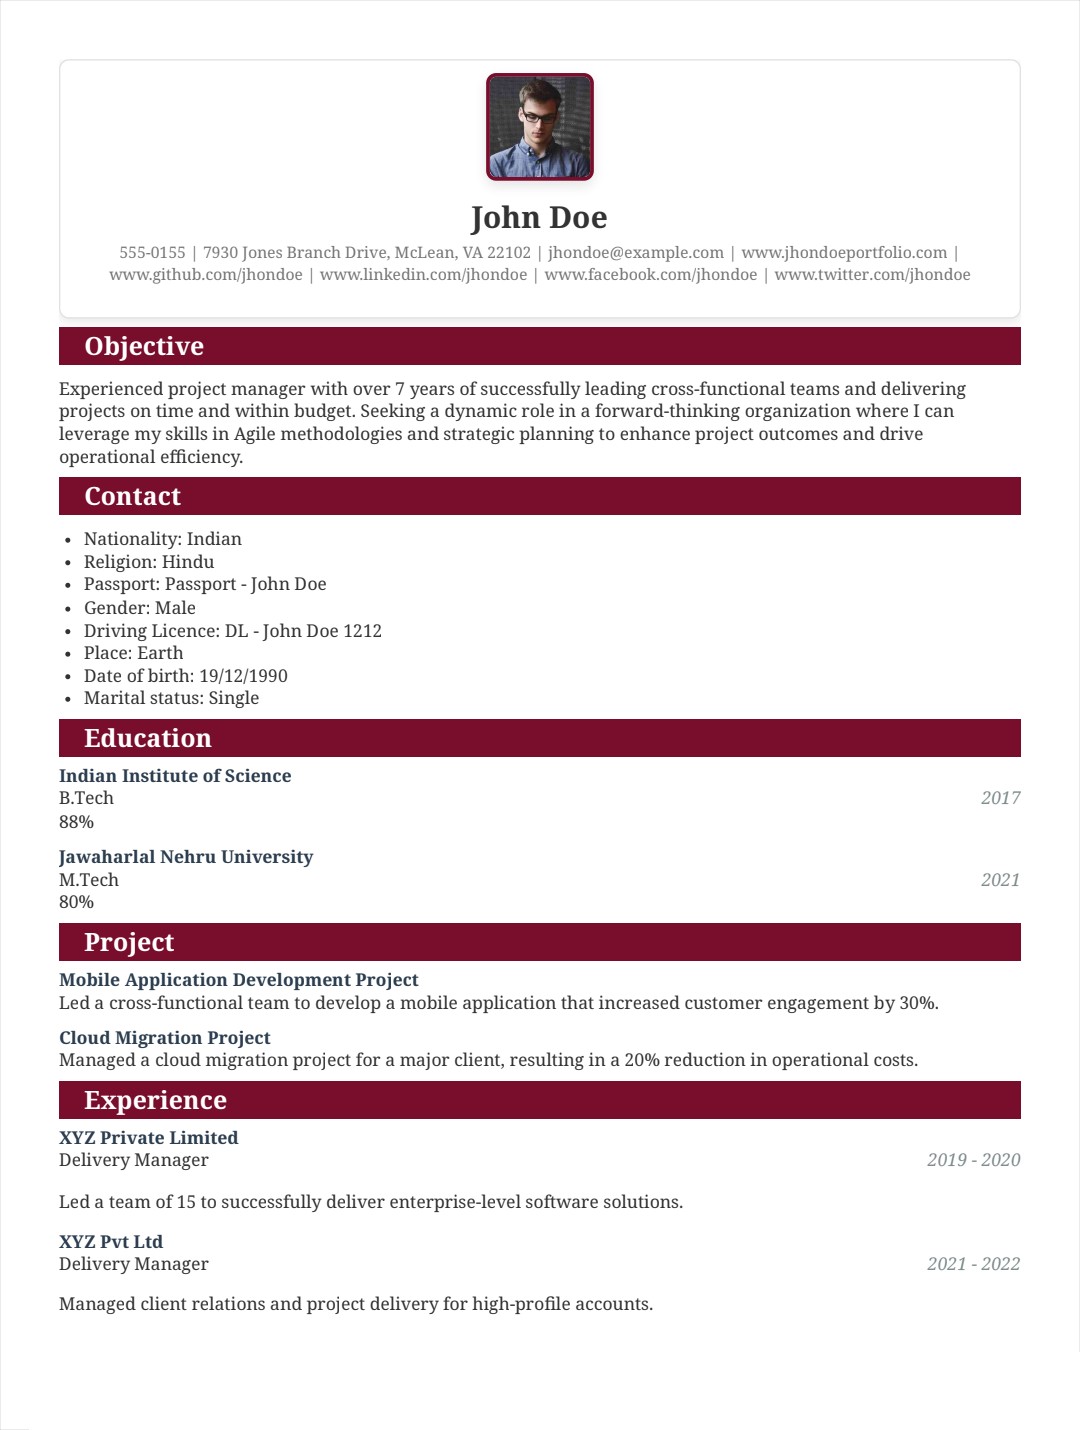 John Doe
555-0155 | 7930 Jones Branch Drive, McLean, VA 22102 | jhondoe@example.com | www.jhondoeportfolio.com |
www.github.com/jhondoe | www.linkedin.com/jhondoe | www.facebook.com/jhondoe | www.twitter.com/jhondoe
Objective
Experienced project manager with over 7 years of successfully leading cross-functional teams and delivering
projects on time and within budget. Seeking a dynamic role in a forward-thinking organization where I can
leverage my skills in Agile methodologies and strategic planning to enhance project outcomes and drive
operational efficiency.
Contact
• Nationality: Indian
• Religion: Hindu
• Passport: Passport - John Doe
• Gender: Male
• Driving Licence: DL - John Doe 1212
• Place: Earth
• Date of birth: 19/12/1990
• Marital status: Single
Education
Indian Institute of Science
B.Tech 2017
88%
Jawaharlal Nehru University
M.Tech 2021
80%
Project
Mobile Application Development Project
Led a cross-functional team to develop a mobile application that increased customer engagement by 30%.
Cloud Migration Project
Managed a cloud migration project for a major client, resulting in a 20% reduction in operational costs.
Experience
XYZ Private Limited
Delivery Manager 2019 - 2020
Led a team of 15 to successfully deliver enterprise-level software solutions.
XYZ Pvt Ltd
Delivery Manager 2021 - 2022
Managed client relations and project delivery for high-profile accounts.